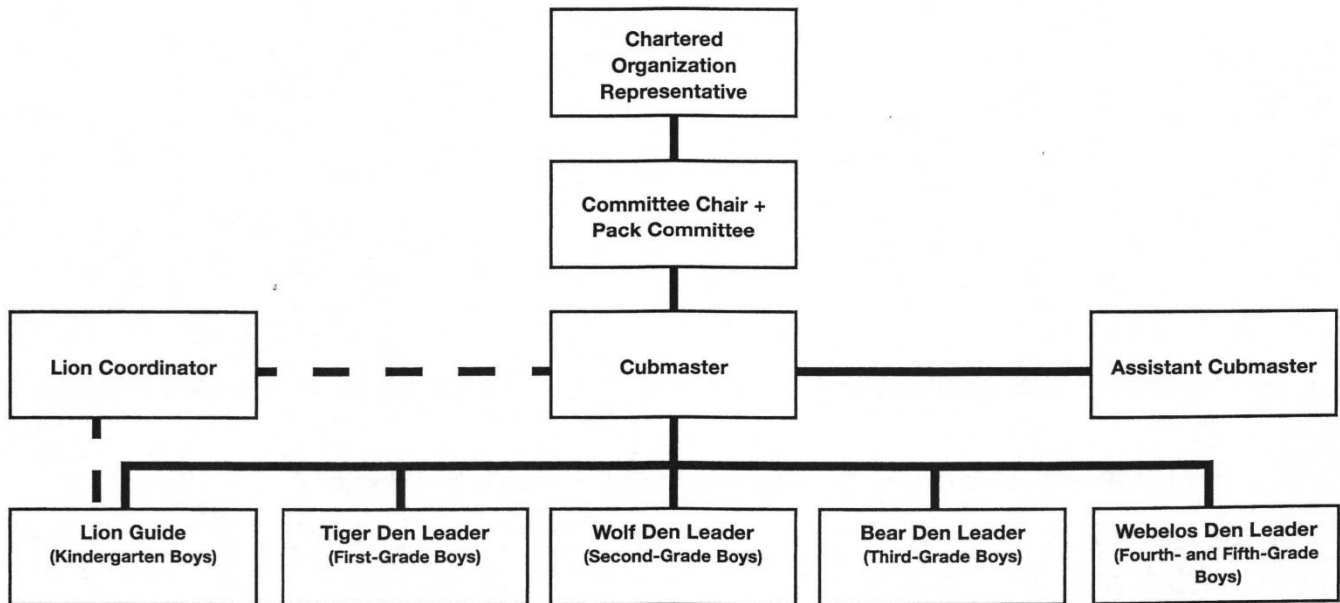 Chartered
Organization
Representative
Committee Chair +
Pack Committee
Lion Coordinator
Cubmaster
Assistant Cubmaster
Lion Guide
(Kindergarten Boys)
Tiger Den Leader
(First-Grade Boys)
Wolf Den Leader
(Second-Grade Boys)
Bear Den Leader
(Third-Grade Boys)
Webelos Den Leader
(Fourth- and Fifth-Grade
Boys)